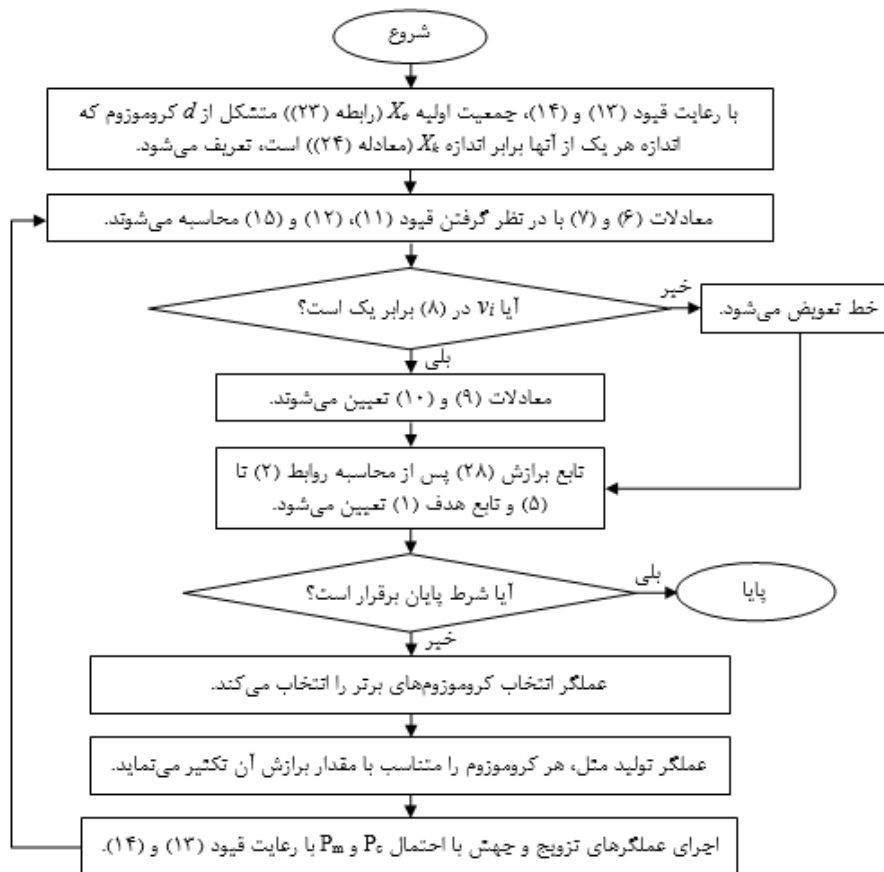 شروع
با رعایت قیود (۱۳) و (۱۴)، جمعیت اولیه Xₒ (رابطه (۲۳)) متشکل از d کروموزوم که
اندازه هر یک از آنها برابر اندازه Xₖ (معادله (۲۴)) است، تعریف می‌شود.
معادلات (۶) و (۷) با در نظر گرفتن قیود (۱۱)، (۱۲) و (۱۵) محاسبه می‌شوند.
آیا vᵢ در (۸) برابر یک است؟
خیر
خط تعویض می‌شود.
بلی
معادلات (۹) و (۱۰) تعیین می‌شوند.
تابع برازش (۲۸) پس از محاسبه روابط (۲) تا
(۵) و تابع هدف (۱) تعیین می‌شود.
آیا شرط پایان برقرار است؟
بلی
پایا
خیر
عملگر انتخاب کروموزوم‌های برتر را انتخاب می‌کند.
عملگر تولید مثل، هر کروموزوم را متناسب با مقدار برازش آن تکثیر می‌نماید.
اجرای عملگرهای تزویج و جهش با احتمال P꜀ و Pₘ با رعایت قیود (۱۳) و (۱۴).